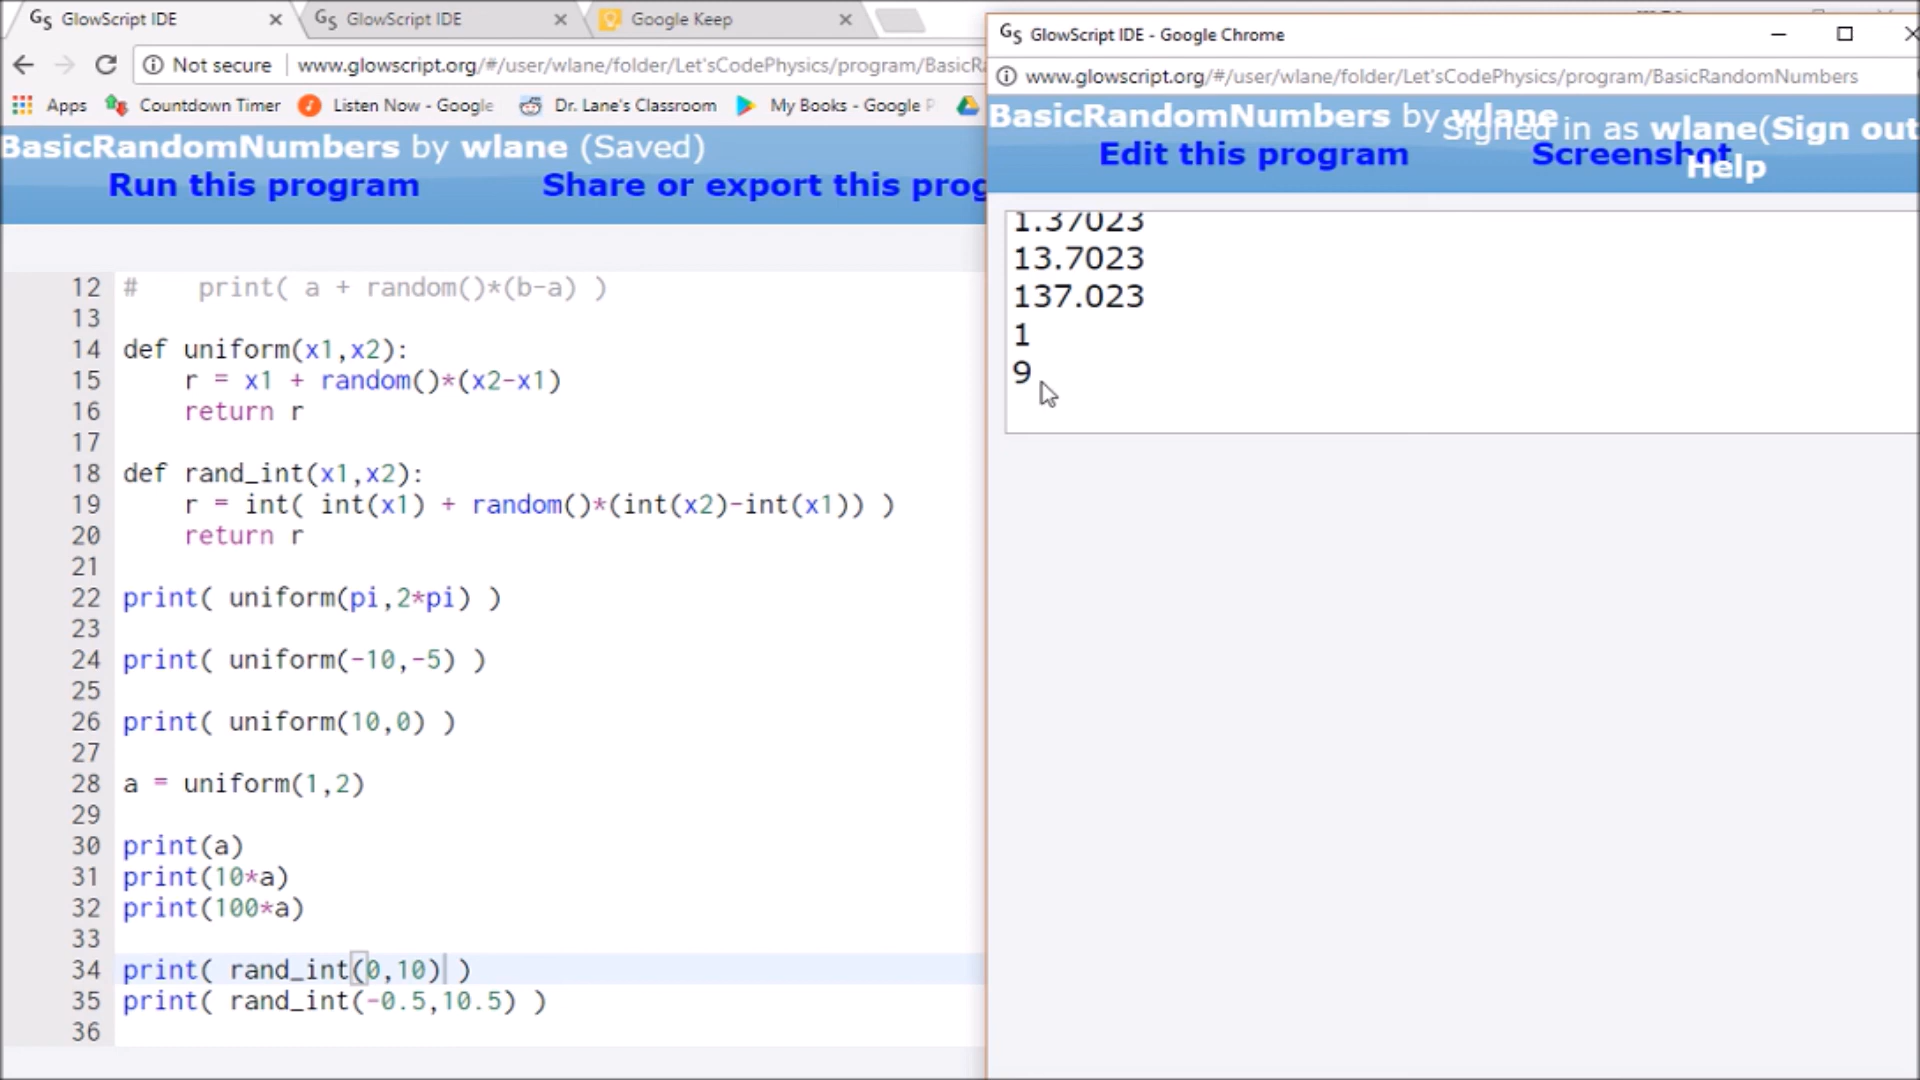 GlowScript IDE
GlowScript IDE
Google Keep
Not secure | www.glowscript.org/#/user/wlane/folder/Let'sCodePhysics/program/BasicR
Apps Countdown Timer Listen Now - Google Dr. Lane's Classroom My Books - Google P
BasicRandomNumbers by wlane (Saved)
Run this program Share or export this prog
12 #    print( a + random()*(b-a) )
13
14 def uniform(x1,x2):
15     r = x1 + random()*(x2-x1)
16     return r
17
18 def rand_int(x1,x2):
19     r = int( int(x1) + random()*(int(x2)-int(x1)) )
20     return r
21
22 print( uniform(pi,2*pi) )
23
24 print( uniform(-10,-5) )
25
26 print( uniform(10,0) )
27
28 a = uniform(1,2)
29
30 print(a)
31 print(10*a)
32 print(100*a)
33
34 print( rand_int(0,10) )
35 print( rand_int(-0.5,10.5) )
36
GlowScript IDE - Google Chrome
www.glowscript.org/#/user/wlane/folder/Let'sCodePhysics/program/BasicRandomNumbers
BasicRandomNumbers by wlane
Signed in as wlane(Sign out
Edit this program Screenshot
Help
1.37023
13.7023
137.023
1
9